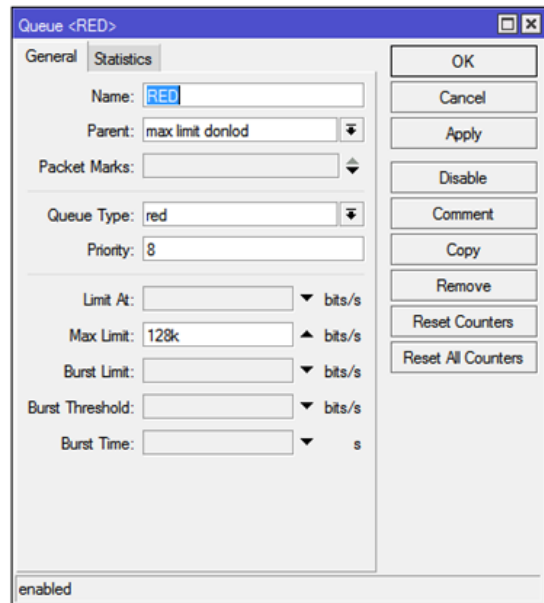 Queue <RED>
General Statistics
Name: RED
Parent: max limit donlod
Packet Marks:
Queue Type: red
Priority: 8
Limit At: bits/s
Max Limit: 128k bits/s
Burst Limit: bits/s
Burst Threshold: bits/s
Burst Time: s
enabled
OK
Cancel
Apply
Disable
Comment
Copy
Remove
Reset Counters
Reset All Counters